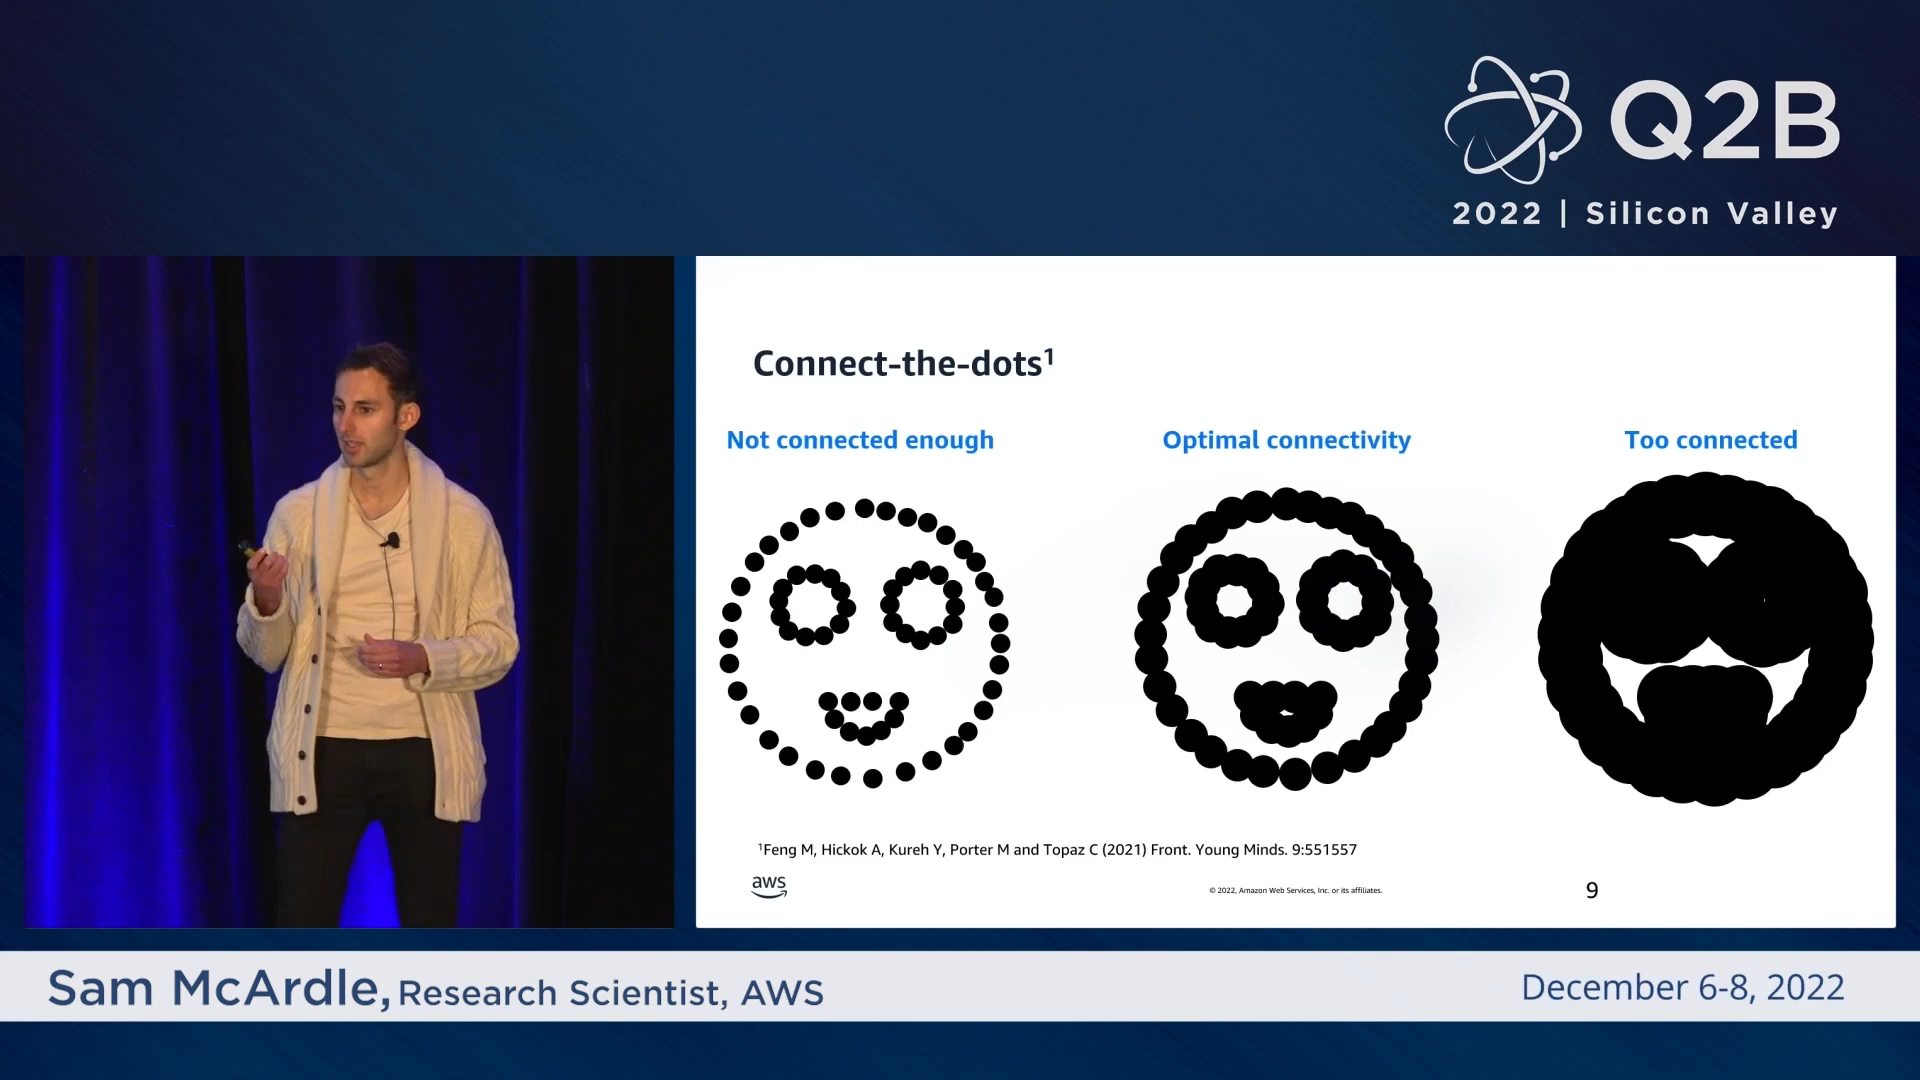 Q2B
2022 | Silicon Valley
Connect-the-dots¹
Not connected enough
Optimal connectivity
Too connected
¹Feng M, Hickok A, Kureh Y, Porter M and Topaz C (2021) Front. Young Minds. 9:551557
aws
© 2022, Amazon Web Services, Inc. or its affiliates.
9
Sam McArdle, Research Scientist, AWS
December 6-8, 2022